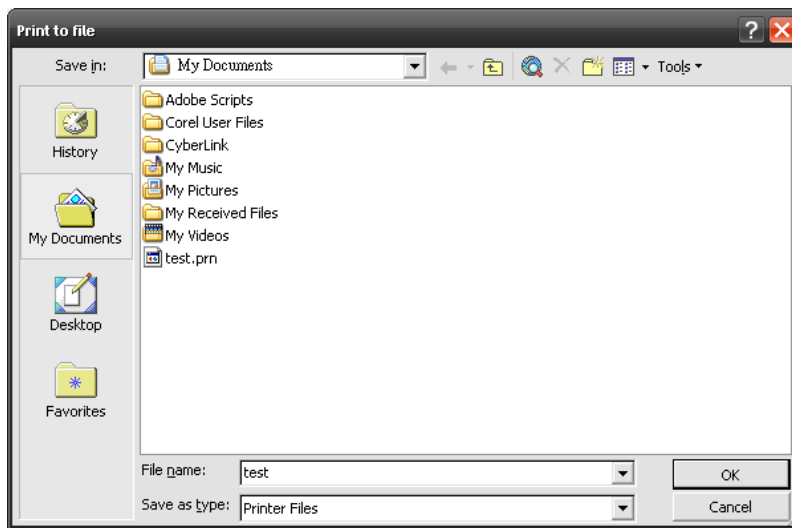 Print to file
Save in:
My Documents
Tools
History
My Documents
Desktop
Favorites
Adobe Scripts
Corel User Files
CyberLink
My Music
My Pictures
My Received Files
My Videos
test.prn
File name:
test
OK
Save as type:
Printer Files
Cancel